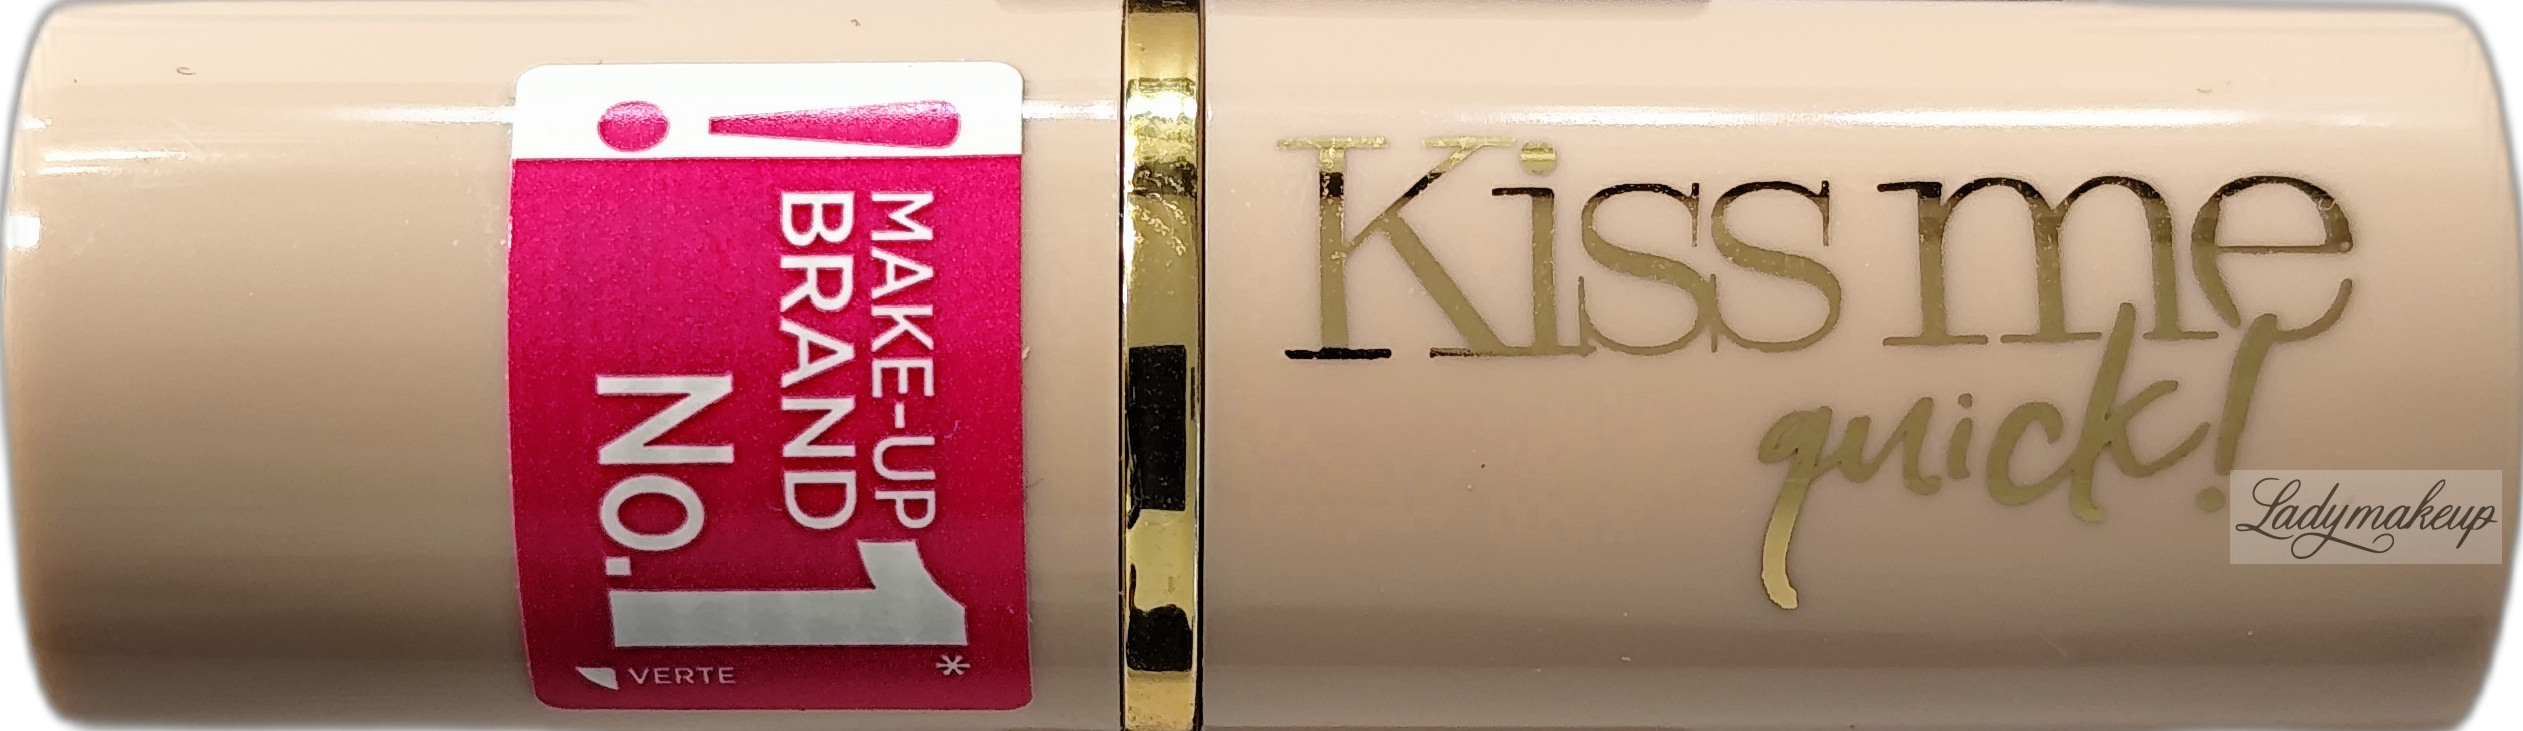 !
MAKE-UP
BRAND
No.1*
VERTE
Kiss me
quick!
Ladymakeup